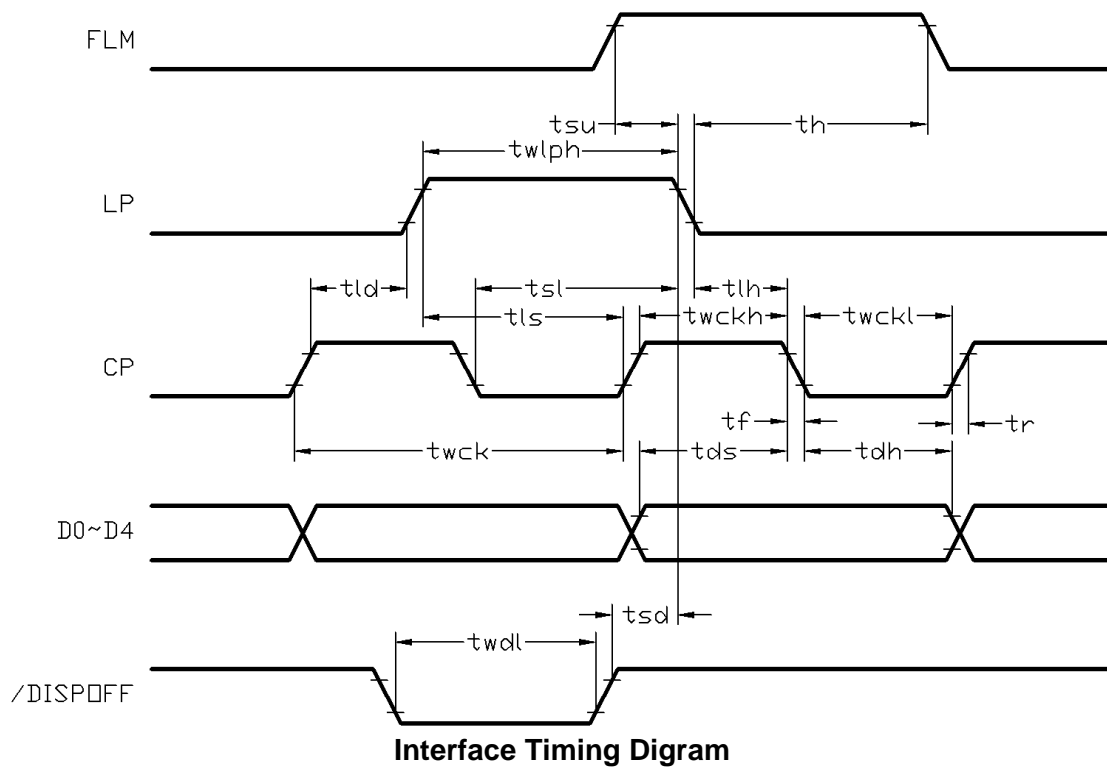 FLM
tsu
th
twlph
LP
tld
tsl
tlh
tls
twckh
twckl
CP
tf
tr
twck
tds
tdh
D0~D4
tsd
twdl
/DISPOFF
Interface Timing Digram